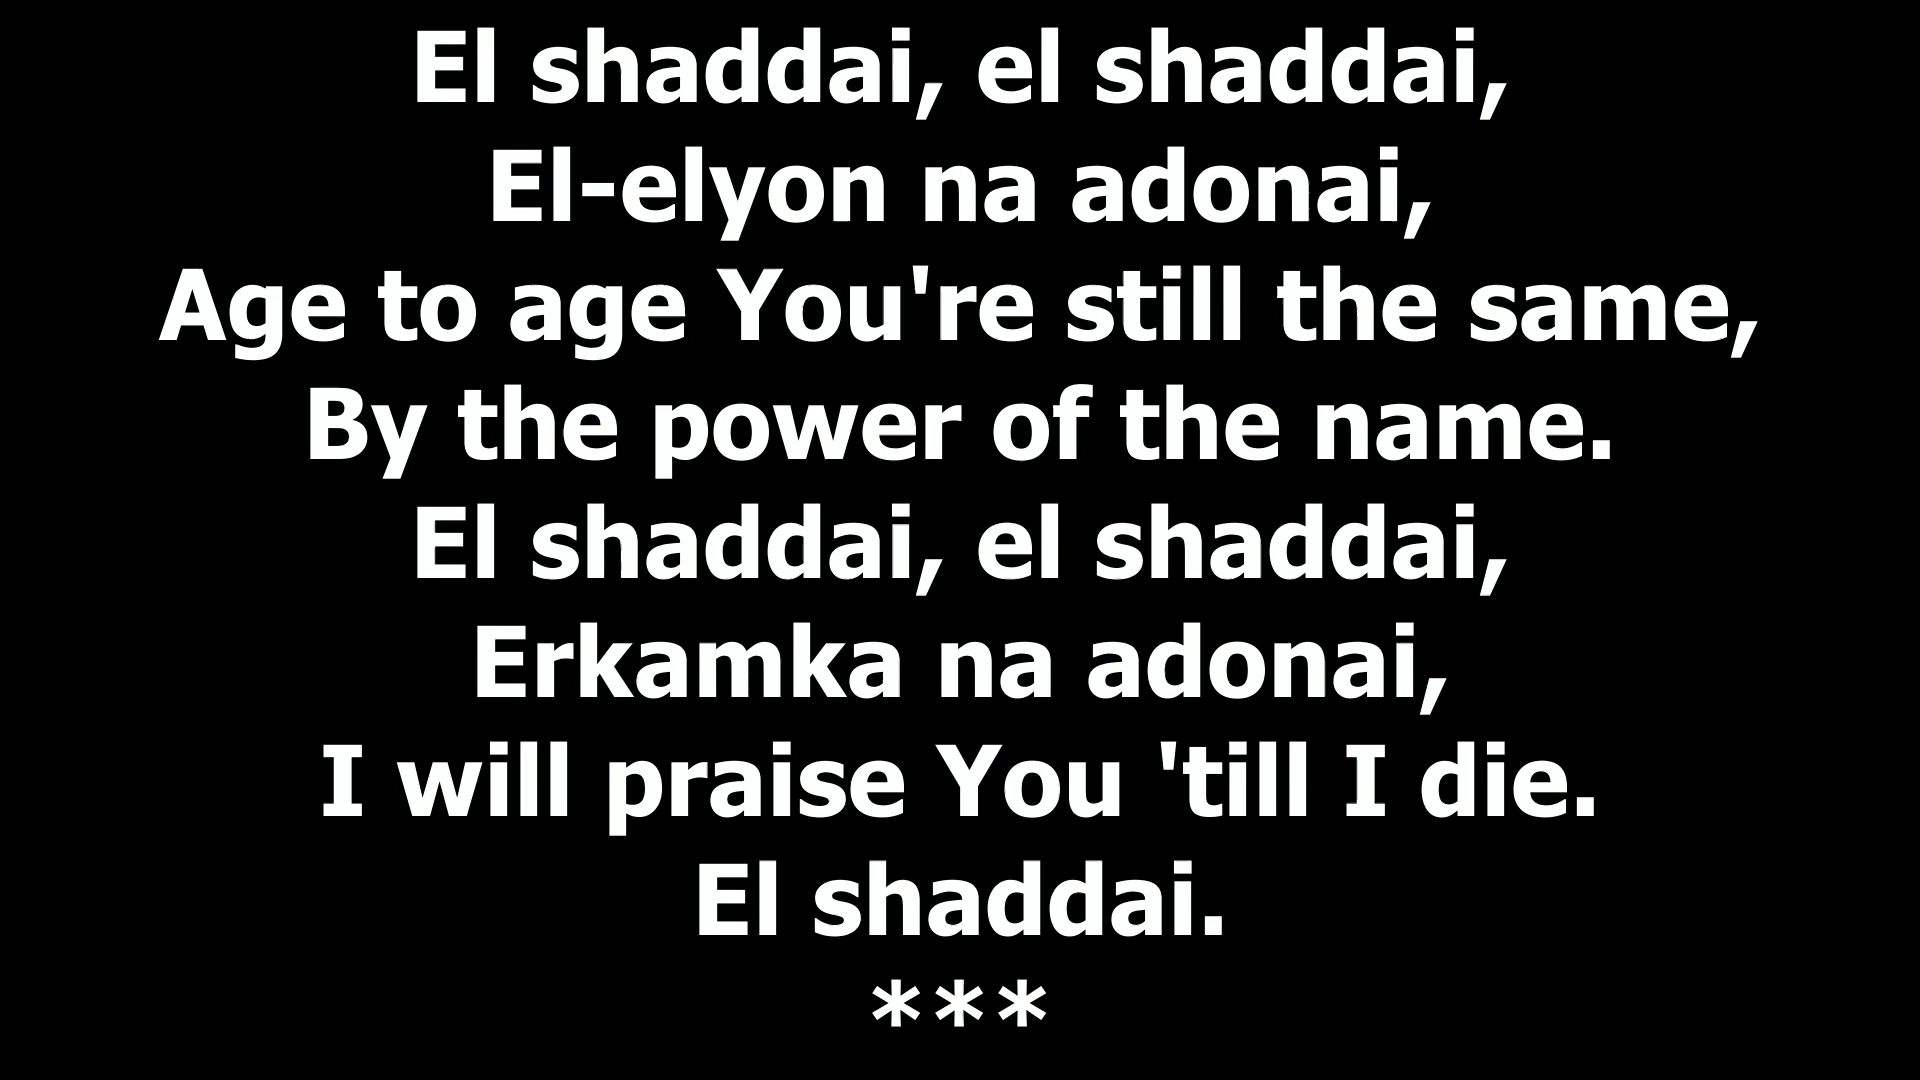 El shaddai, el shaddai,
El-elyon na adonai,
Age to age You're still the same,
By the power of the name.
El shaddai, el shaddai,
Erkamka na adonai,
I will praise You 'till I die.
El shaddai.
***